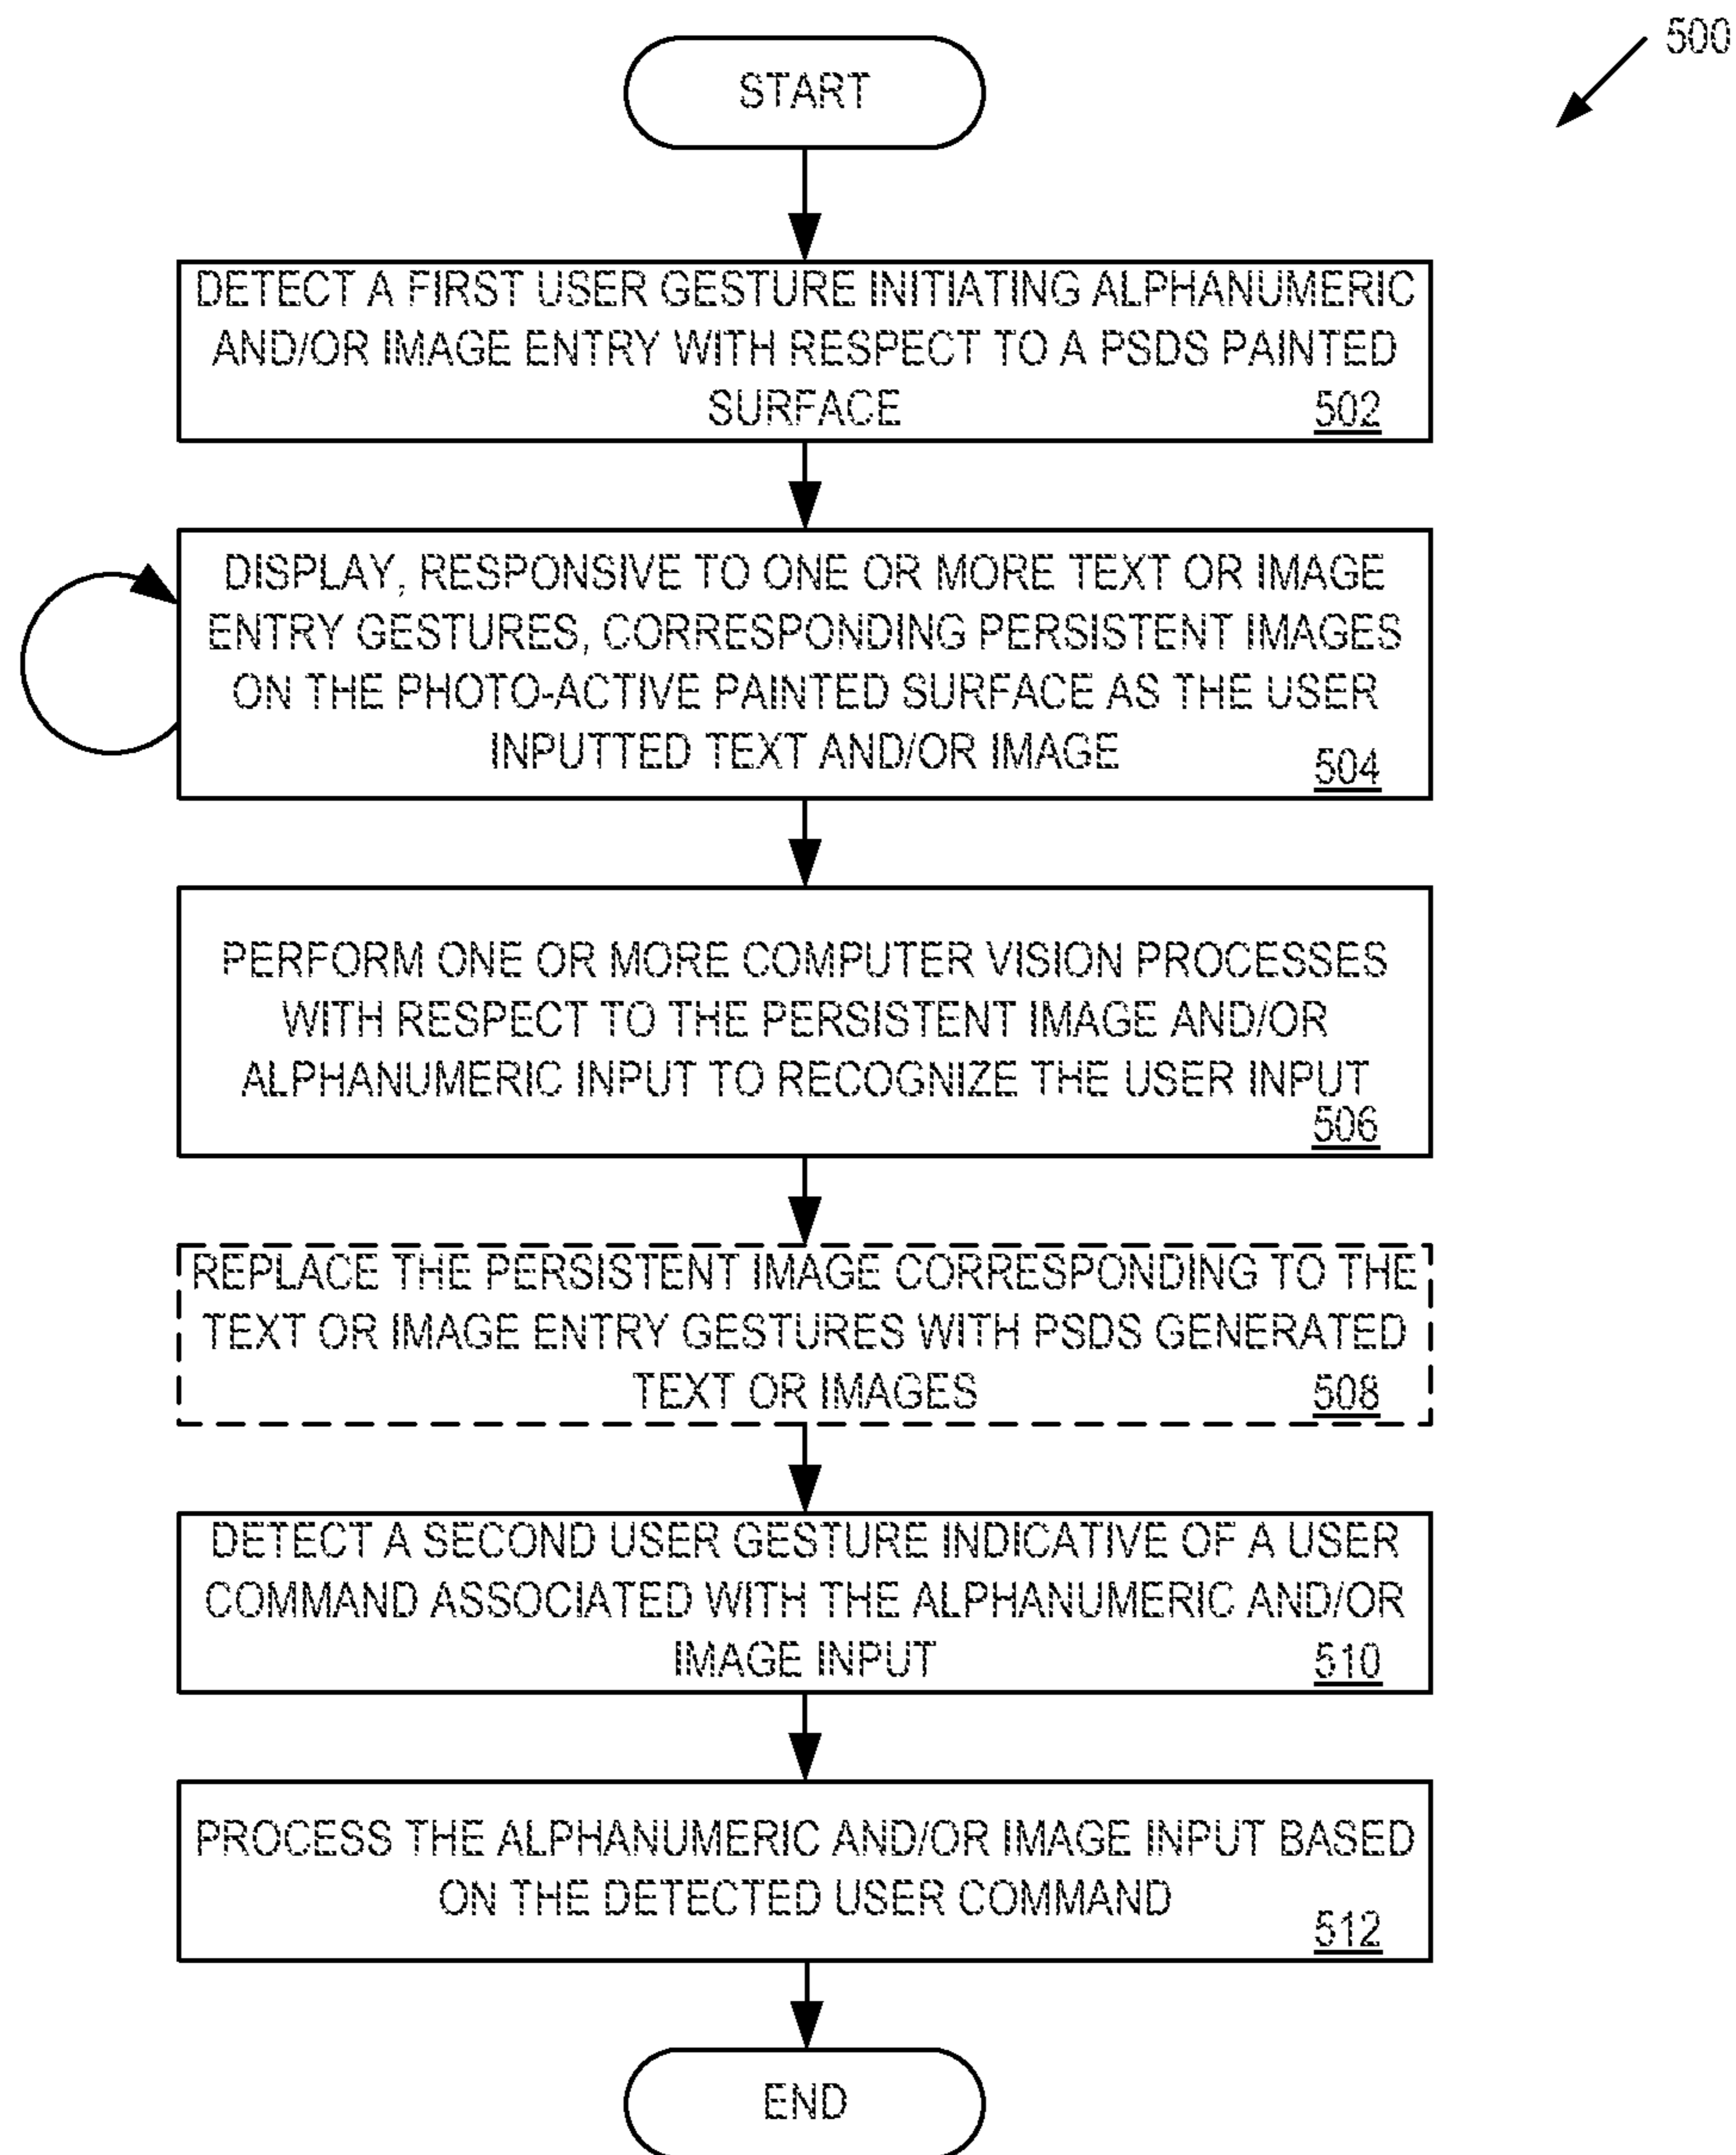 500
START
DETECT A FIRST USER GESTURE INITIATING ALPHANUMERIC
AND/OR IMAGE ENTRY WITH RESPECT TO A PSDS PAINTED
SURFACE 502
DISPLAY, RESPONSIVE TO ONE OR MORE TEXT OR IMAGE
ENTRY GESTURES, CORRESPONDING PERSISTENT IMAGES
ON THE PHOTO-ACTIVE PAINTED SURFACE AS THE USER
INPUTTED TEXT AND/OR IMAGE 504
PERFORM ONE OR MORE COMPUTER VISION PROCESSES
WITH RESPECT TO THE PERSISTENT IMAGE AND/OR
ALPHANUMERIC INPUT TO RECOGNIZE THE USER INPUT
506
REPLACE THE PERSISTENT IMAGE CORRESPONDING TO THE
TEXT OR IMAGE ENTRY GESTURES WITH PSDS GENERATED
TEXT OR IMAGES 508
DETECT A SECOND USER GESTURE INDICATIVE OF A USER
COMMAND ASSOCIATED WITH THE ALPHANUMERIC AND/OR
IMAGE INPUT 510
PROCESS THE ALPHANUMERIC AND/OR IMAGE INPUT BASED
ON THE DETECTED USER COMMAND
512
END